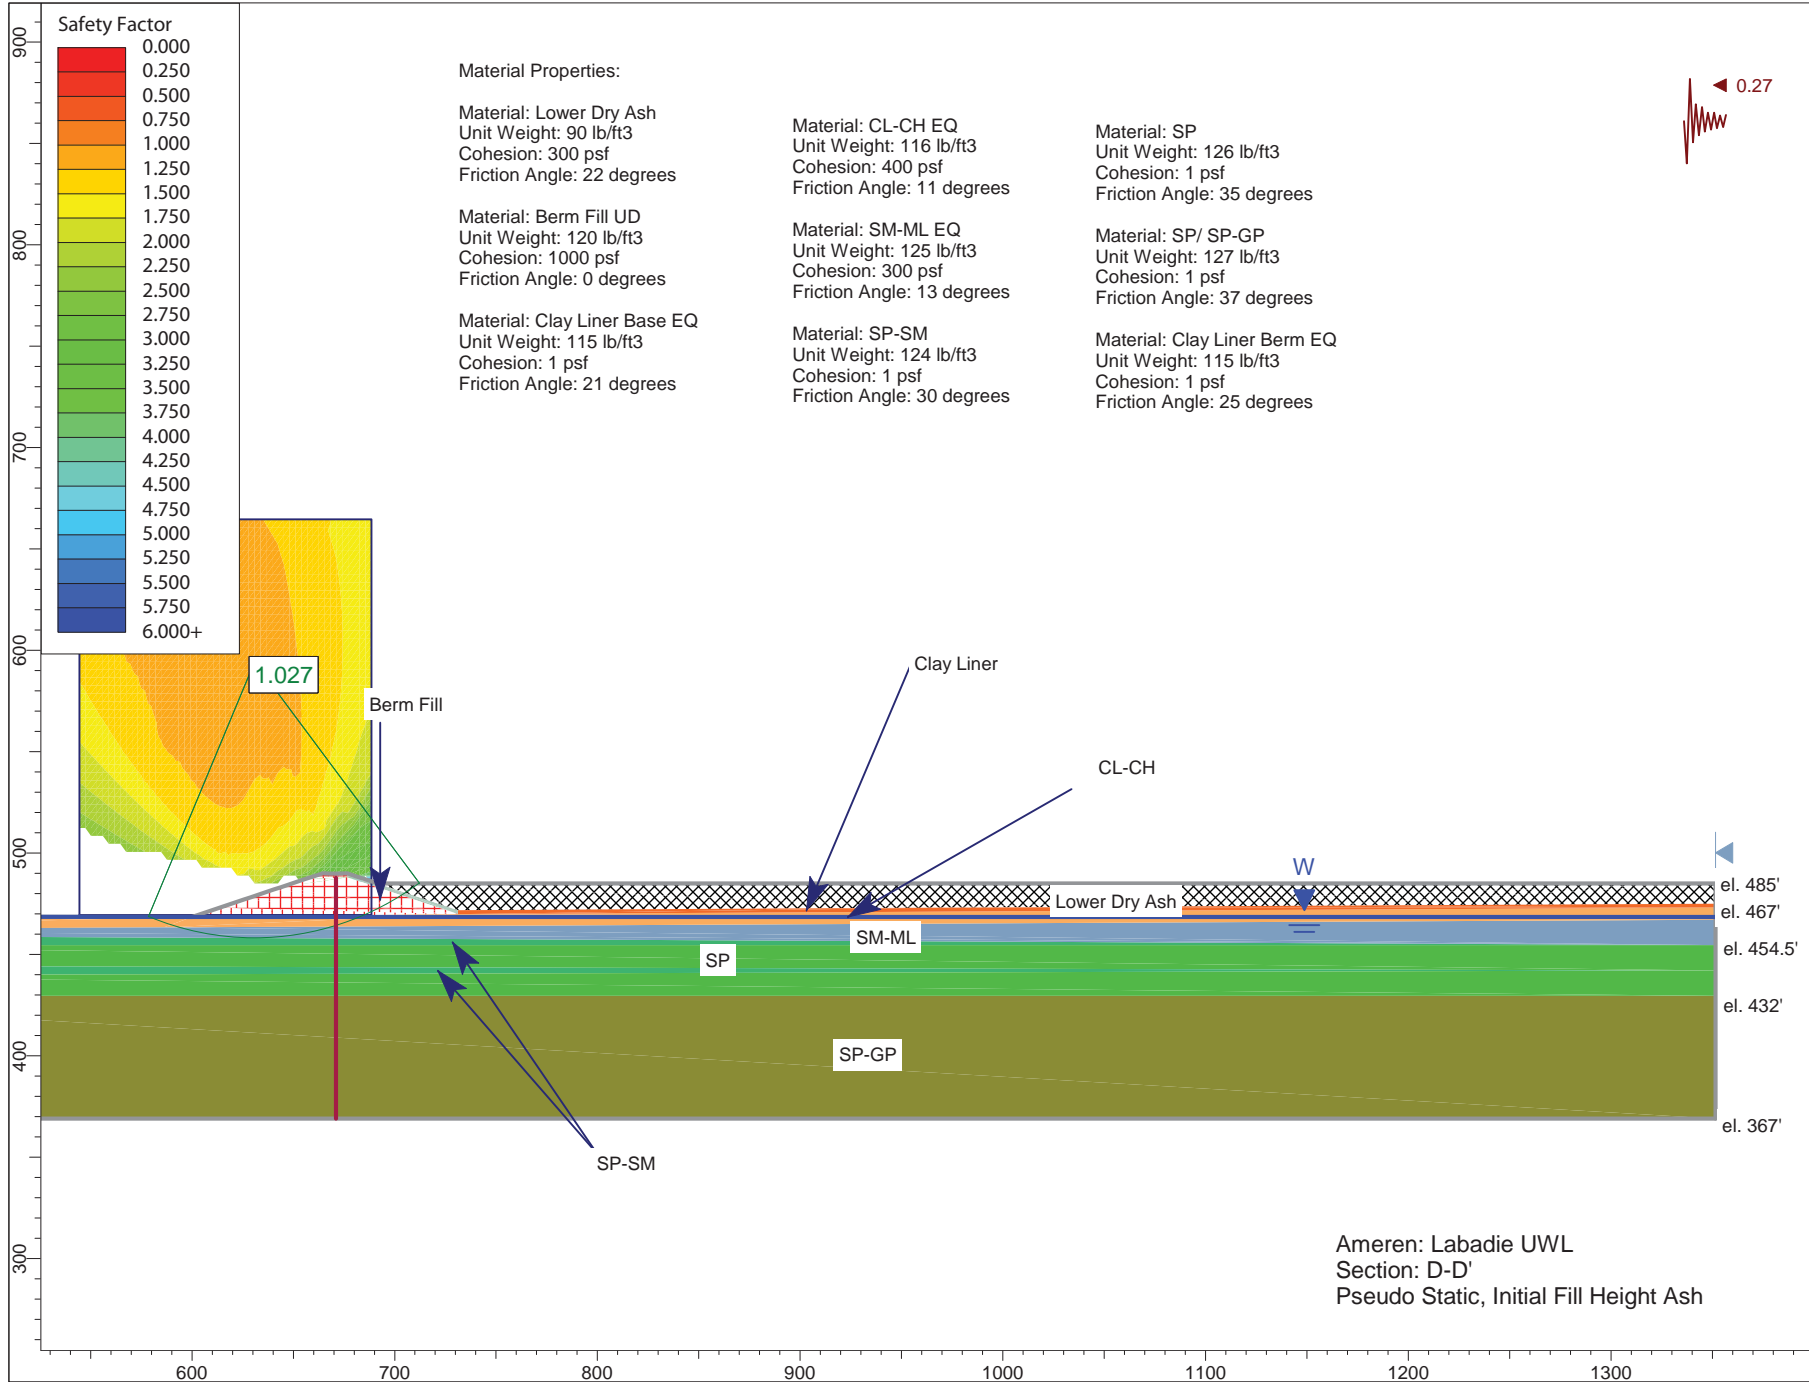 Safety Factor
0.000
0.250
0.500
0.750
1.000
1.250
1.500
1.750
2.000
2.250
2.500
2.750
3.000
3.250
3.500
3.750
4.000
4.250
4.500
4.750
5.000
5.250
5.500
5.750
6.000+
Material Properties:
Material: Lower Dry Ash
Unit Weight: 90 lb/ft3
Cohesion: 300 psf
Friction Angle: 22 degrees
Material: Berm Fill UD
Unit Weight: 120 lb/ft3
Cohesion: 1000 psf
Friction Angle: 0 degrees
Material: Clay Liner Base EQ
Unit Weight: 115 lb/ft3
Cohesion: 1 psf
Friction Angle: 21 degrees
Material: CL-CH EQ
Unit Weight: 116 lb/ft3
Cohesion: 400 psf
Friction Angle: 11 degrees
Material: SM-ML EQ
Unit Weight: 125 lb/ft3
Cohesion: 300 psf
Friction Angle: 13 degrees
Material: SP-SM
Unit Weight: 124 lb/ft3
Cohesion: 1 psf
Friction Angle: 30 degrees
Material: SP
Unit Weight: 126 lb/ft3
Cohesion: 1 psf
Friction Angle: 35 degrees
Material: SP/ SP-GP
Unit Weight: 127 lb/ft3
Cohesion: 1 psf
Friction Angle: 37 degrees
Material: Clay Liner Berm EQ
Unit Weight: 115 lb/ft3
Cohesion: 1 psf
Friction Angle: 25 degrees
0.27
1.027
Berm Fill
Clay Liner
CL-CH
W
Lower Dry Ash
SM-ML
SP
SP-GP
SP-SM
el. 485'
el. 467'
el. 454.5'
el. 432'
el. 367'
Ameren: Labadie UWL
Section: D-D'
Pseudo Static, Initial Fill Height Ash
900
800
700
600
500
400
300
600
700
800
900
1000
1100
1200
1300